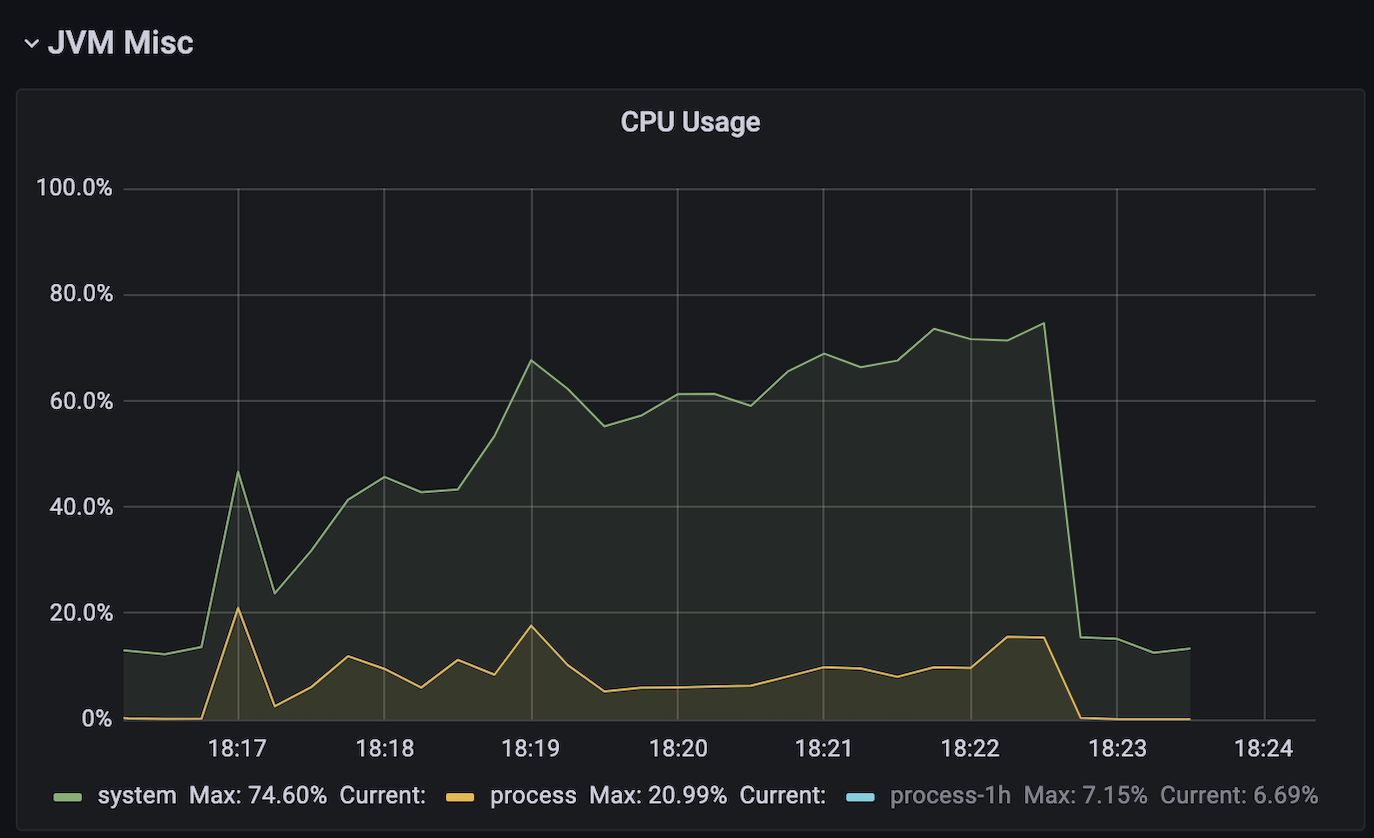 JVM Misc
CPU Usage
100.0%
80.0%
60.0%
40.0%
20.0%
0%
18:17 18:18 18:19 18:20 18:21 18:22 18:23 18:24
system Max: 74.60% Current: process Max: 20.99% Current: process-1h Max: 7.15% Current: 6.69%